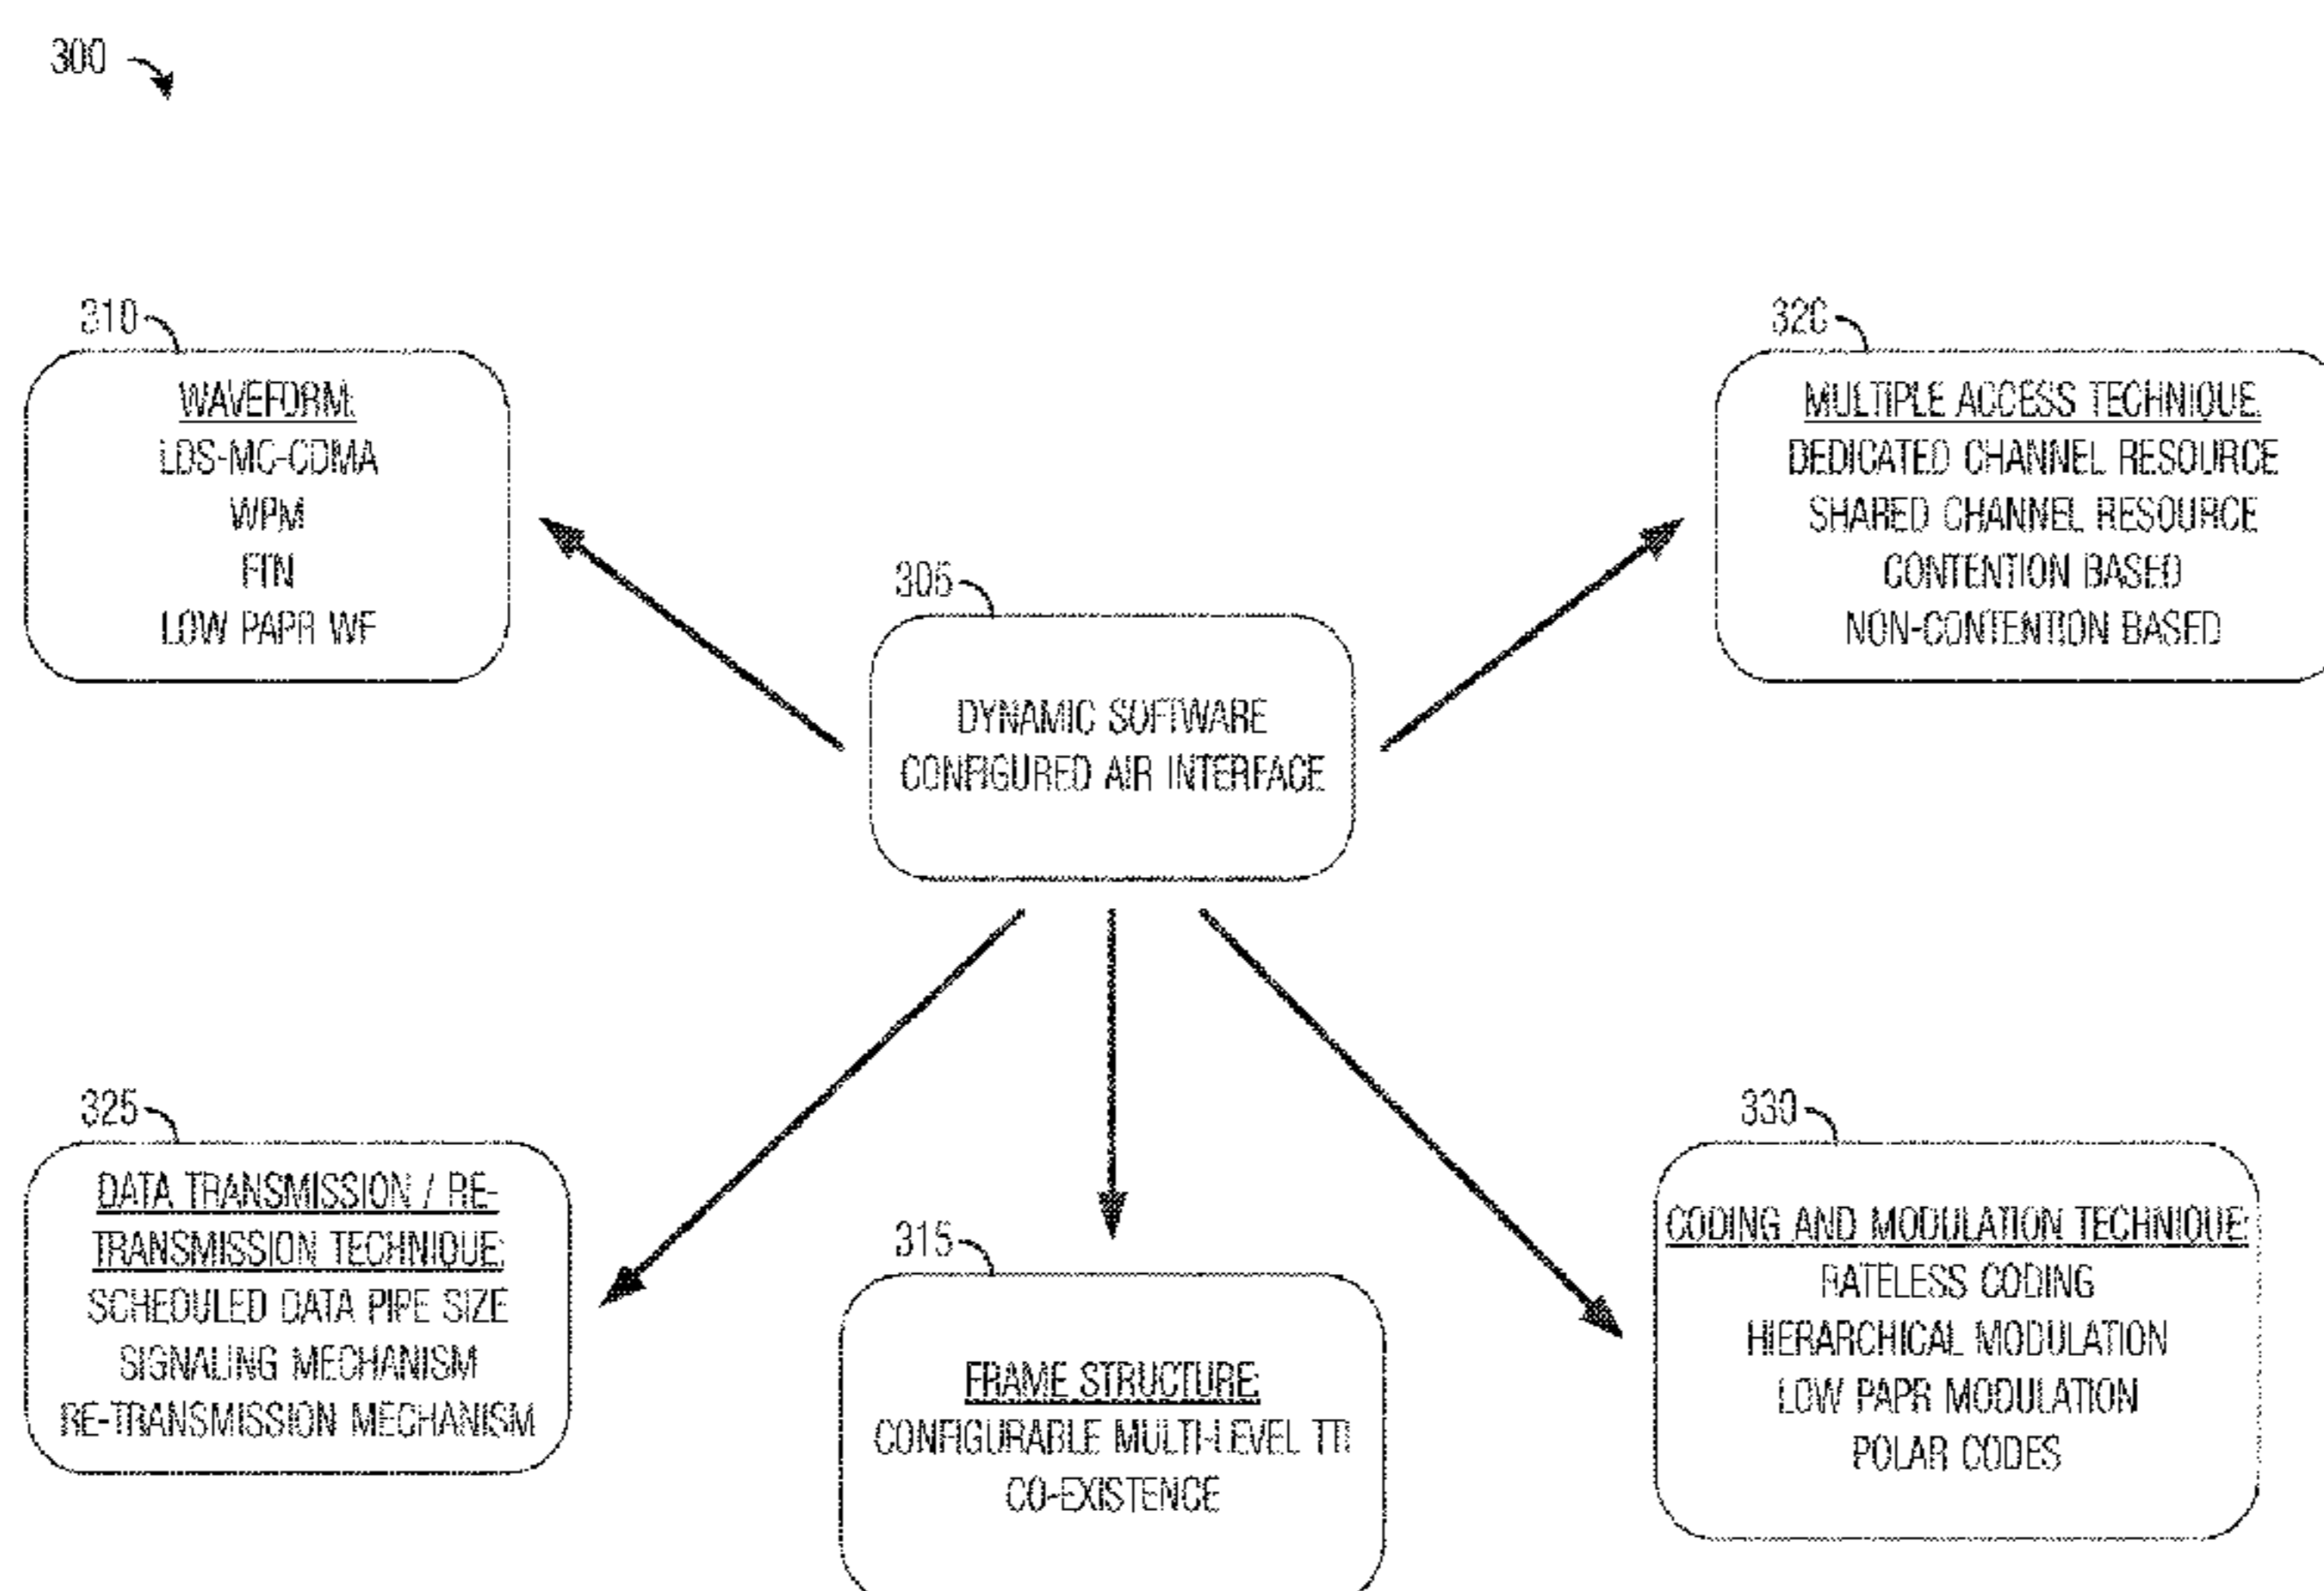 300
310
WAVEFORM:
LDS-MC-CDMA
WPM
FTN
LOW PAPR WF
320
MULTIPLE ACCESS TECHNIQUE:
DEDICATED CHANNEL RESOURCE
SHARED CHANNEL RESOURCE
CONTENTION BASED
NON-CONTENTION BASED
305
DYNAMIC SOFTWARE
CONFIGURED AIR INTERFACE
325
DATA TRANSMISSION / RE-
TRANSMISSION TECHNIQUE:
SCHEDULED DATA PIPE SIZE
SIGNALING MECHANISM
RE-TRANSMISSION MECHANISM
315
FRAME STRUCTURE:
CONFIGURABLE MULTI-LEVEL TTI
CO-EXISTENCE
330
CODING AND MODULATION TECHNIQUE:
RATELESS CODING
HIERARCHICAL MODULATION
LOW PAPR MODULATION
POLAR CODES